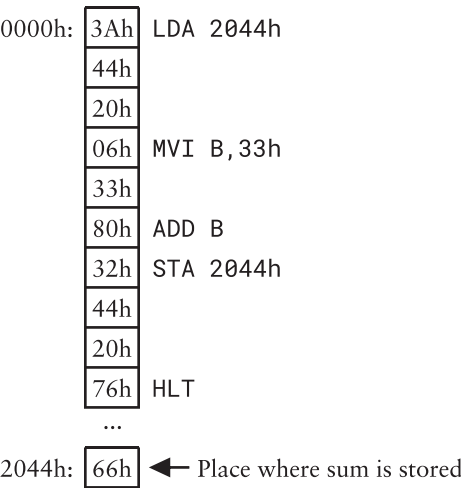 0000h: 3Ah LDA 2044h
44h
20h
06h MVI B,33h
33h
80h ADD B
32h STA 2044h
44h
20h
76h HLT
...
2044h: 66h Place where sum is stored